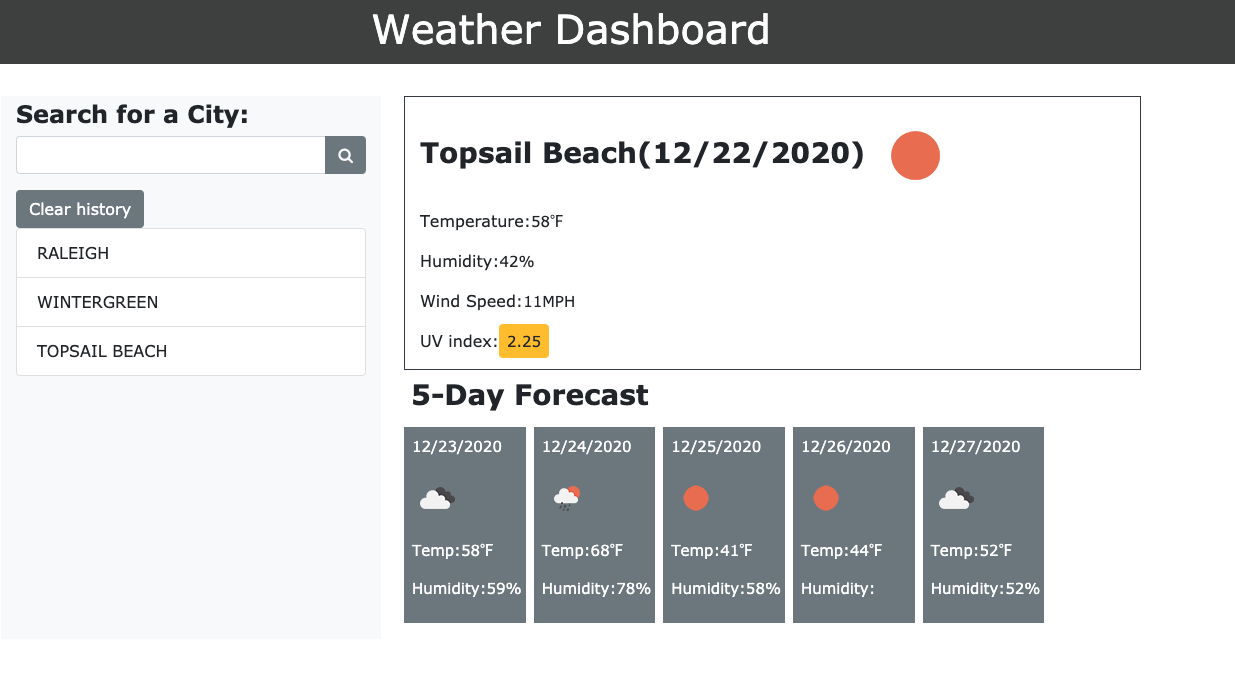 Weather Dashboard
Search for a City:
Clear history
RALEIGH
WINTERGREEN
TOPSAIL BEACH
Topsail Beach(12/22/2020)
Temperature:58°F
Humidity:42%
Wind Speed:11MPH
UV index:2.25
5-Day Forecast
12/23/2020
Temp:58°F
Humidity:59%
12/24/2020
Temp:68°F
Humidity:78%
12/25/2020
Temp:41°F
Humidity:58%
12/26/2020
Temp:44°F
Humidity:
12/27/2020
Temp:52°F
Humidity:52%